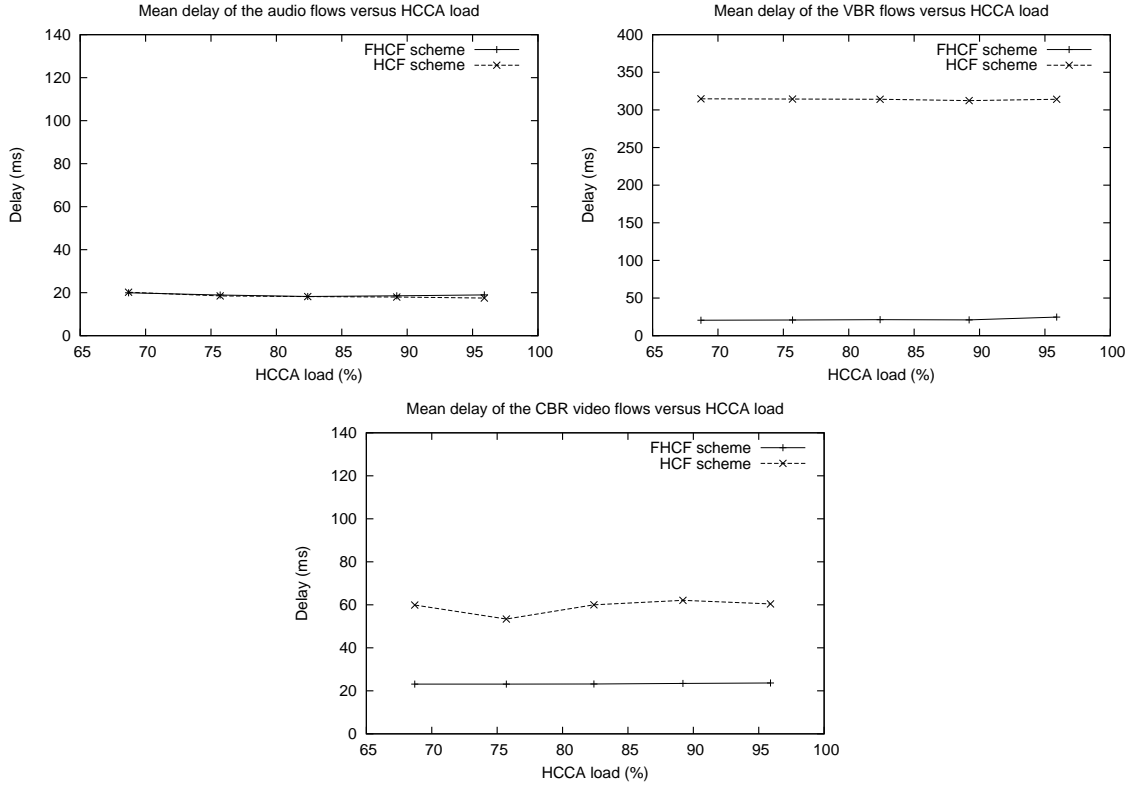 Mean delay of the audio flows versus HCCA load
140
120
100
80
60
40
20
0
65 70 75 80 85 90 95 100
Delay (ms)
HCCA load (%)
FHCF scheme
HCF scheme
Mean delay of the VBR flows versus HCCA load
400
350
300
250
200
150
100
50
0
65 70 75 80 85 90 95 100
Delay (ms)
HCCA load (%)
FHCF scheme
HCF scheme
Mean delay of the CBR video flows versus HCCA load
140
120
100
80
60
40
20
0
65 70 75 80 85 90 95 100
Delay (ms)
HCCA load (%)
FHCF scheme
HCF scheme